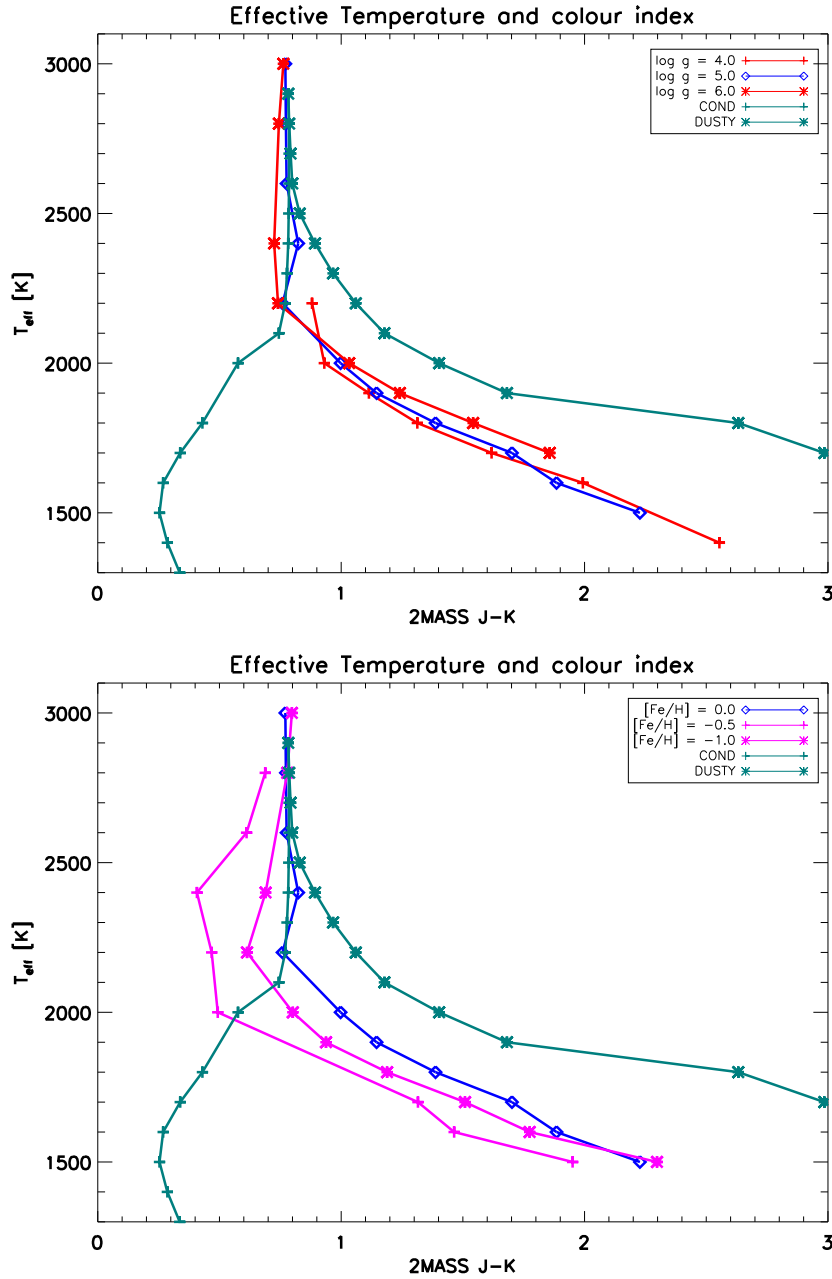 Effective Temperature and colour index
3000
2500
2000
1500
T_eff [K]
log g = 4.0
log g = 5.0
log g = 6.0
COND
DUSTY
0
1
2
3
2MASS J-K
Effective Temperature and colour index
3000
2500
2000
1500
T_eff [K]
[Fe/H] = 0.0
[Fe/H] = -0.5
[Fe/H] = -1.0
COND
DUSTY
0
1
2
3
2MASS J-K